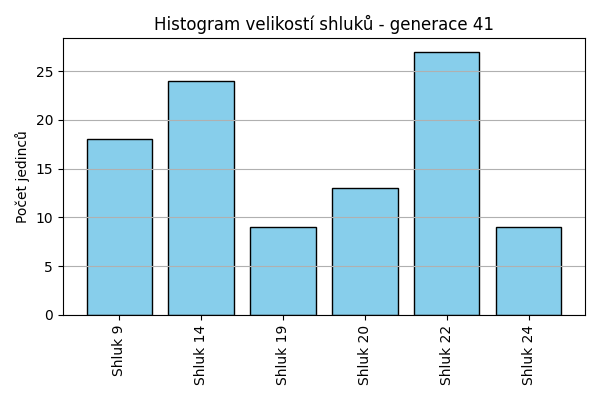 Histogram velikostí shluků - generace 41
Počet jedinců
25
20
15
10
5
0
Shluk 9
Shluk 14
Shluk 19
Shluk 20
Shluk 22
Shluk 24